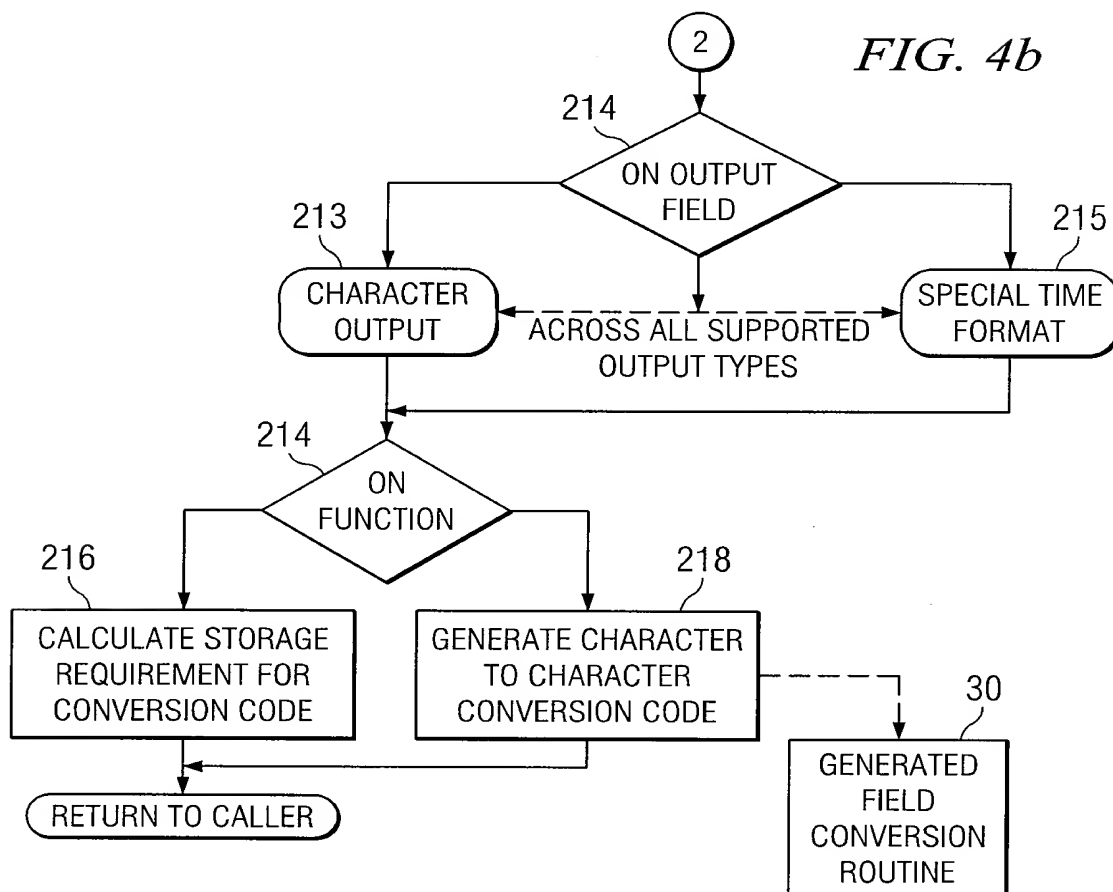 2
FIG. 4b
214
ON OUTPUT
FIELD
213
215
CHARACTER
OUTPUT
SPECIAL TIME
FORMAT
ACROSS ALL SUPPORTED
OUTPUT TYPES
214
ON
FUNCTION
216
218
CALCULATE STORAGE
REQUIREMENT FOR
CONVERSION CODE
GENERATE CHARACTER
TO CHARACTER
CONVERSION CODE
30
GENERATED
FIELD
CONVERSION
ROUTINE
RETURN TO CALLER